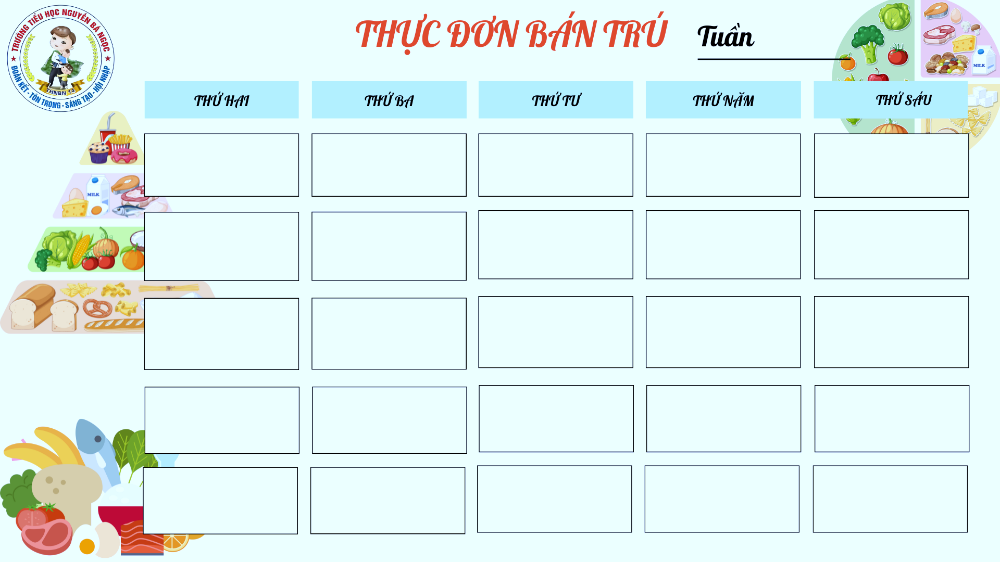 TRƯỜNG TIỂU HỌC NGUYỄN BÁ NGỌC
ĐOÀN KẾT - TÔN TRỌNG - SÁNG TẠO - HỘI NHẬP
THNBN 14
THỰC ĐƠN BÁN TRÚ
Tuần
MILK
THỨ HAI
THỨ BA
THỨ TƯ
THỨ NĂM
THỨ SÁU
MILK